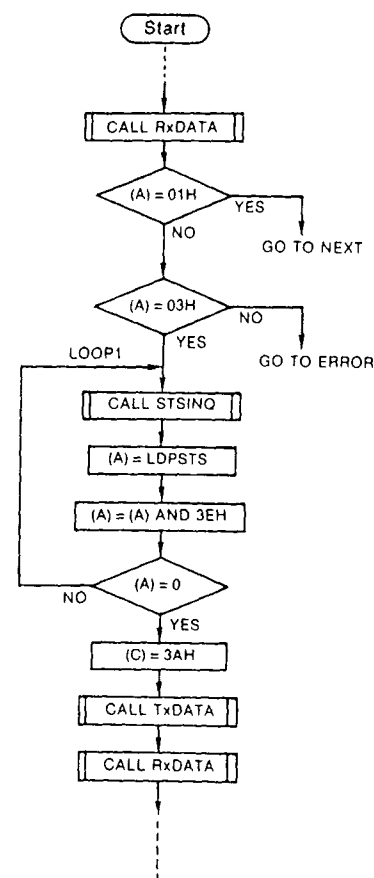 Start
CALL RxDATA
(A) = 01H
YES
NO
GO TO NEXT
(A) = 03H
NO
YES
GO TO ERROR
LOOP1
CALL STSINQ
(A) = LDPSTS
(A) = (A) AND 3EH
(A) = 0
NO
YES
(C) = 3AH
CALL TxDATA
CALL RxDATA